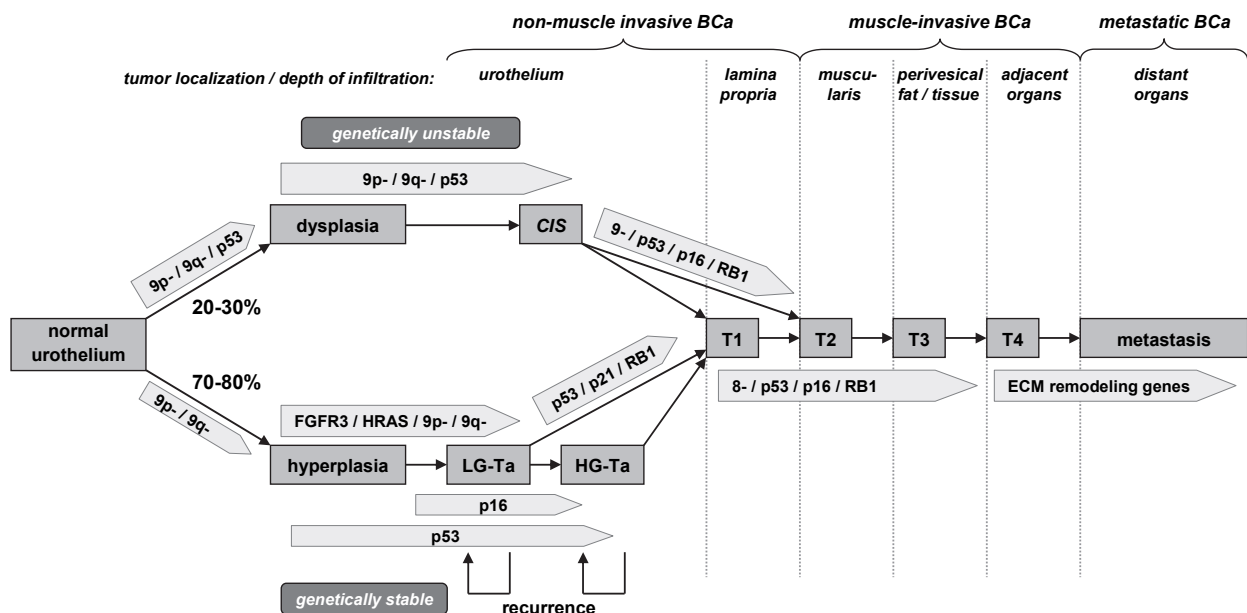 non-muscle invasive BCa
muscle-invasive BCa
metastatic BCa
tumor localization / depth of infiltration:
urothelium
lamina
propria
muscu-
laris
perivesical
fat / tissue
adjacent
organs
distant
organs
genetically unstable
9p- / 9q- / p53
dysplasia
CIS
9p- / 9q- / p53
9- / p53 / p16 / RB1
20-30%
normal
urothelium
T1
T2
T3
T4
metastasis
70-80%
9p- / 9q-
p53 / p21 / RB1
8- / p53 / p16 / RB1
ECM remodeling genes
FGFR3 / HRAS / 9p- / 9q-
hyperplasia
LG-Ta
HG-Ta
p16
p53
genetically stable
recurrence